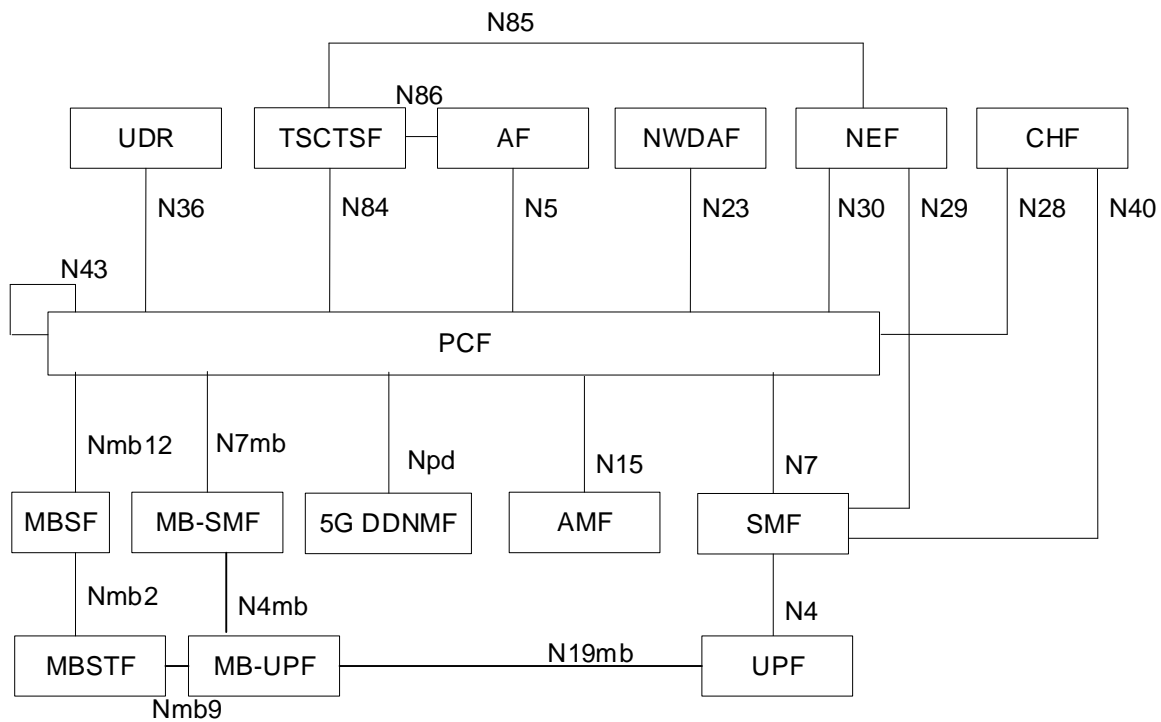 N85
N86
UDR TSCTSF AF NWDAF NEF CHF
N36 N84 N5 N23 N30 N29 N28 N40
N43
PCF
Nmb12 N7mb Npd N15 N7
MBSF MB-SMF 5G DDNMF AMF SMF
Nmb2 N4mb N4
MBSTF MB-UPF N19mb UPF
Nmb9